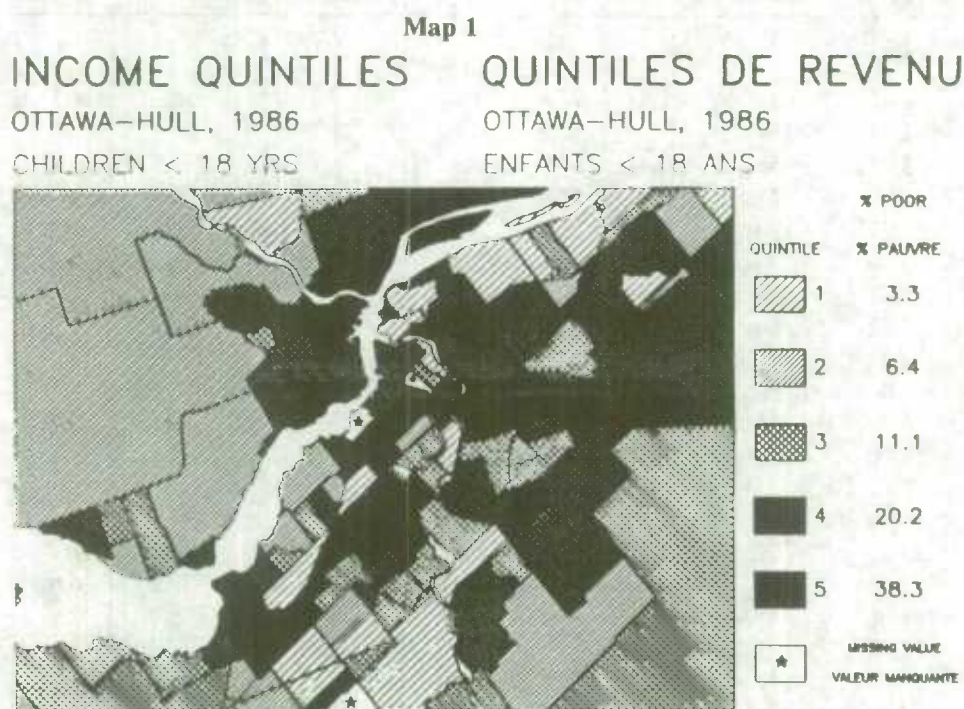 Map 1
INCOME QUINTILES QUINTILES DE REVENU
OTTAWA-HULL, 1986 OTTAWA-HULL, 1986
CHILDREN < 18 YRS ENFANTS < 18 ANS
% POOR
QUINTILE % PAUVRE
1 3.3
2 6.4
3 11.1
4 20.2
5 38.3
MISSING VALUE
VALEUR MANQUANTE